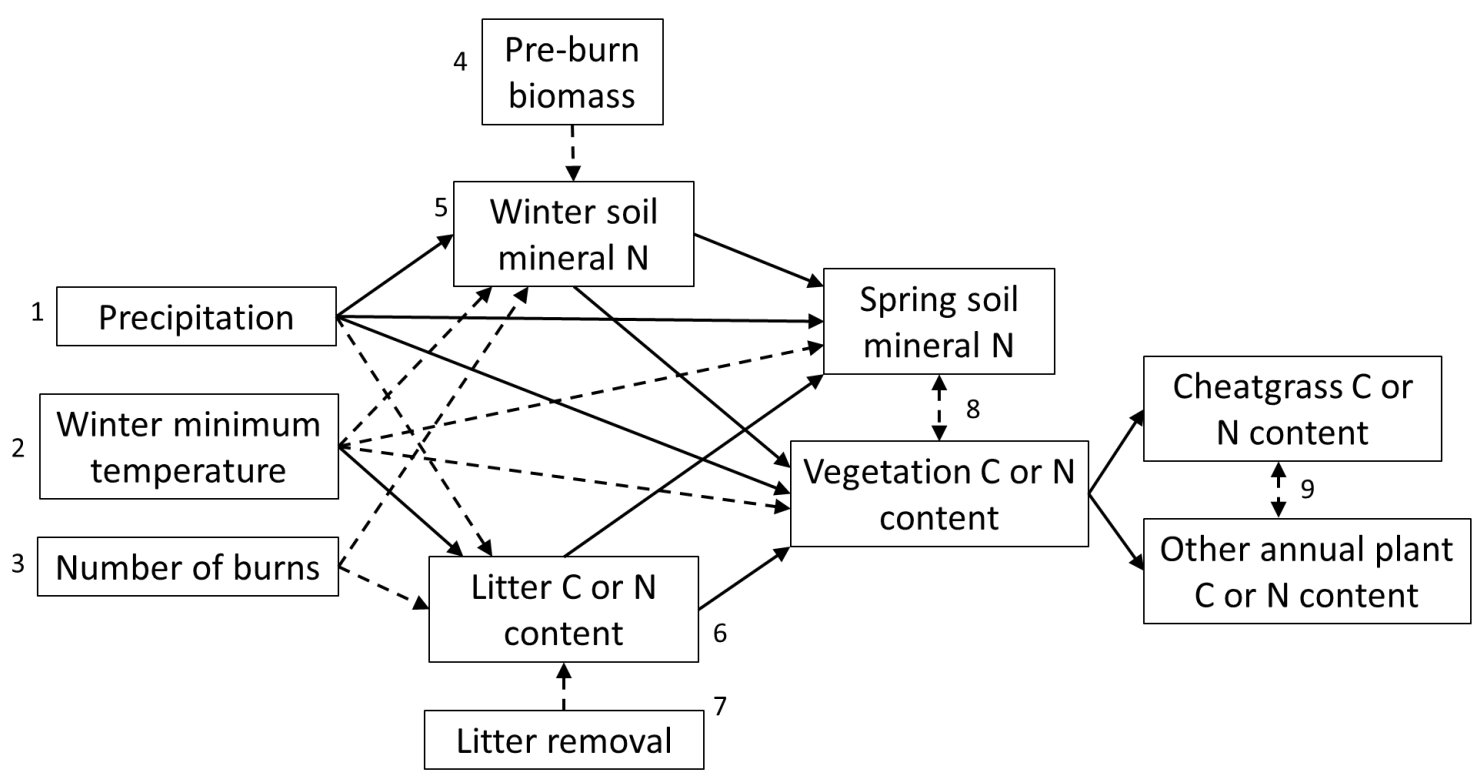 4
Pre-burn
biomass
5
Winter soil
mineral N
1
Precipitation
Spring soil
mineral N
2
Winter minimum
temperature
8
Cheatgrass C or
N content
Vegetation C or N
content
9
3
Number of burns
Litter C or N
content
6
Other annual plant
C or N content
7
Litter removal